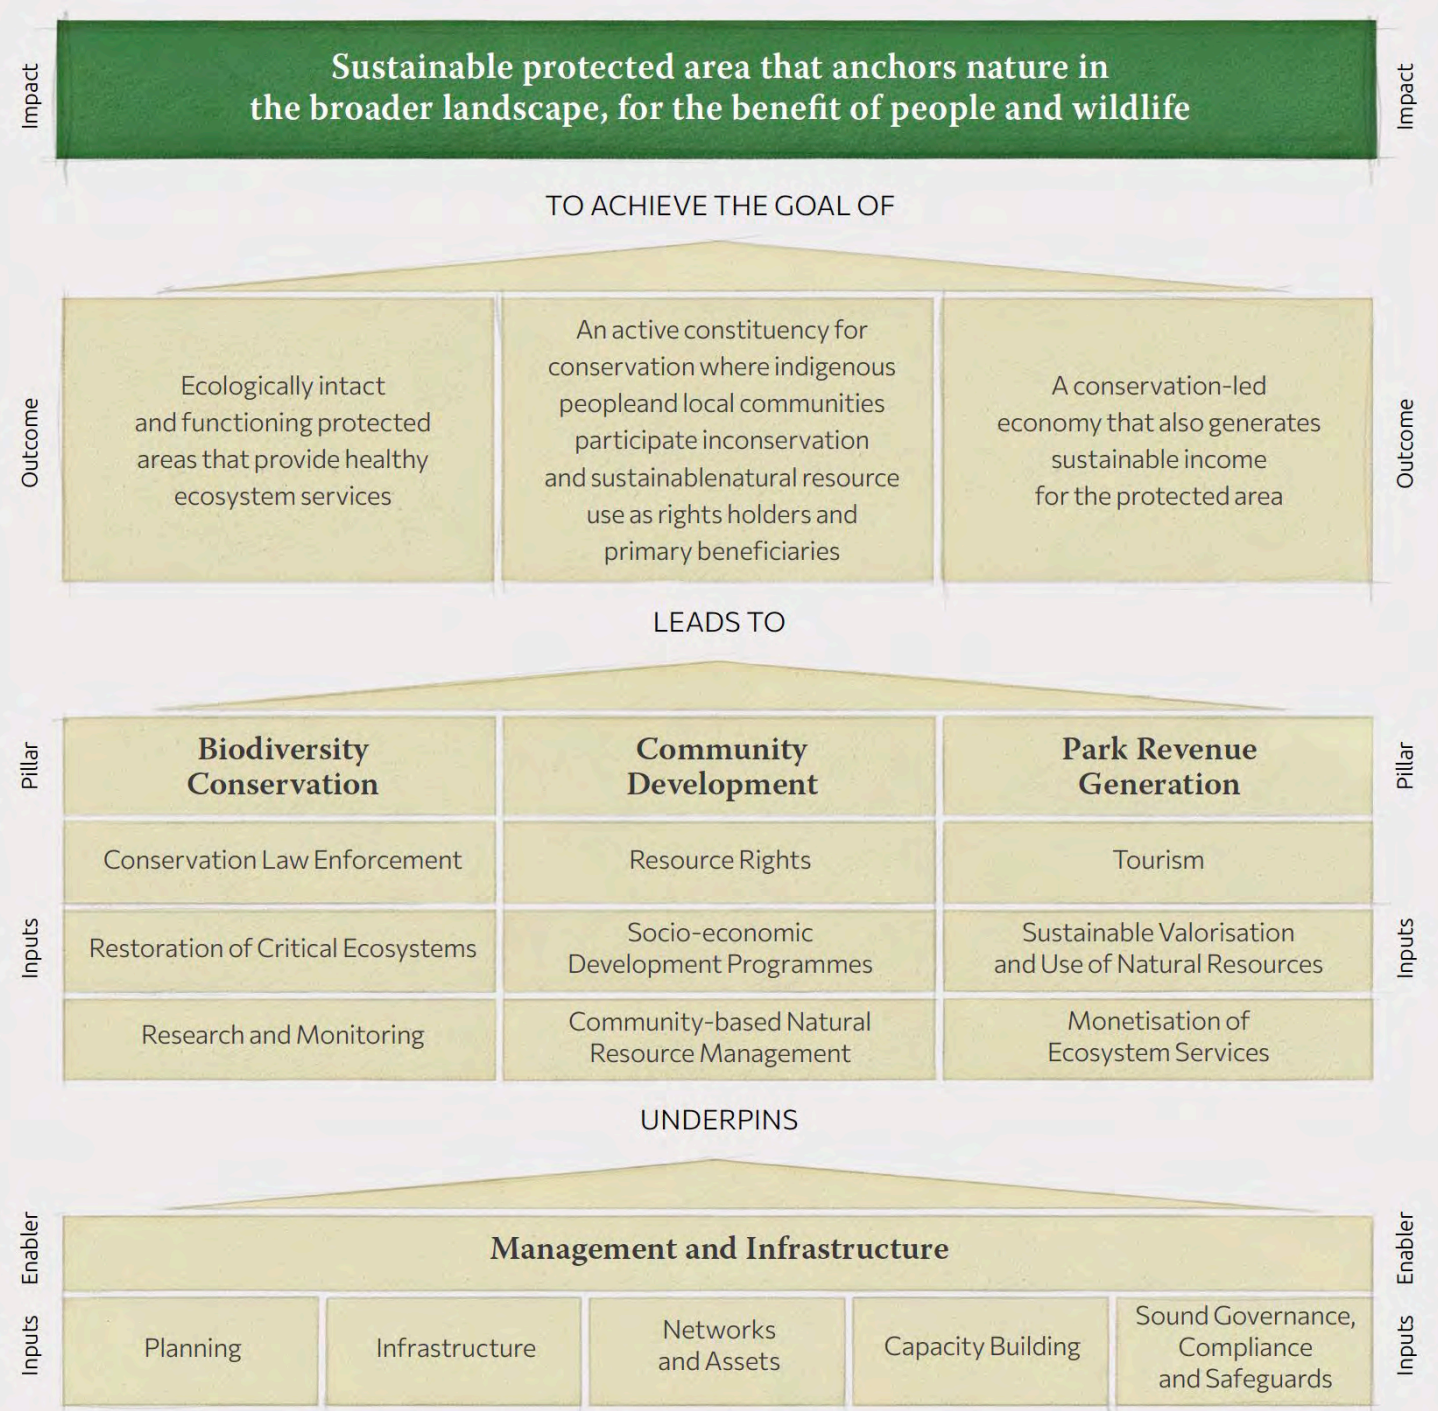 Impact
Sustainable protected area that anchors nature in
the broader landscape, for the benefit of people and wildlife
Impact
TO ACHIEVE THE GOAL OF
Outcome
Ecologically intact
and functioning protected
areas that provide healthy
ecosystem services
An active constituency for
conservation where indigenous
peopleand local communities
participate inconservation
and sustainablenatural resource
use as rights holders and
primary beneficiaries
A conservation-led
economy that also generates
sustainable income
for the protected area
Outcome
LEADS TO
Pillar
Biodiversity
Conservation
Community
Development
Park Revenue
Generation
Pillar
Inputs
Conservation Law Enforcement
Resource Rights
Tourism
Restoration of Critical Ecosystems
Socio-economic
Development Programmes
Sustainable Valorisation
and Use of Natural Resources
Research and Monitoring
Community-based Natural
Resource Management
Monetisation of
Ecosystem Services
Inputs
UNDERPINS
Enabler
Management and Infrastructure
Enabler
Inputs
Planning
Infrastructure
Networks
and Assets
Capacity Building
Sound Governance,
Compliance
and Safeguards
Inputs